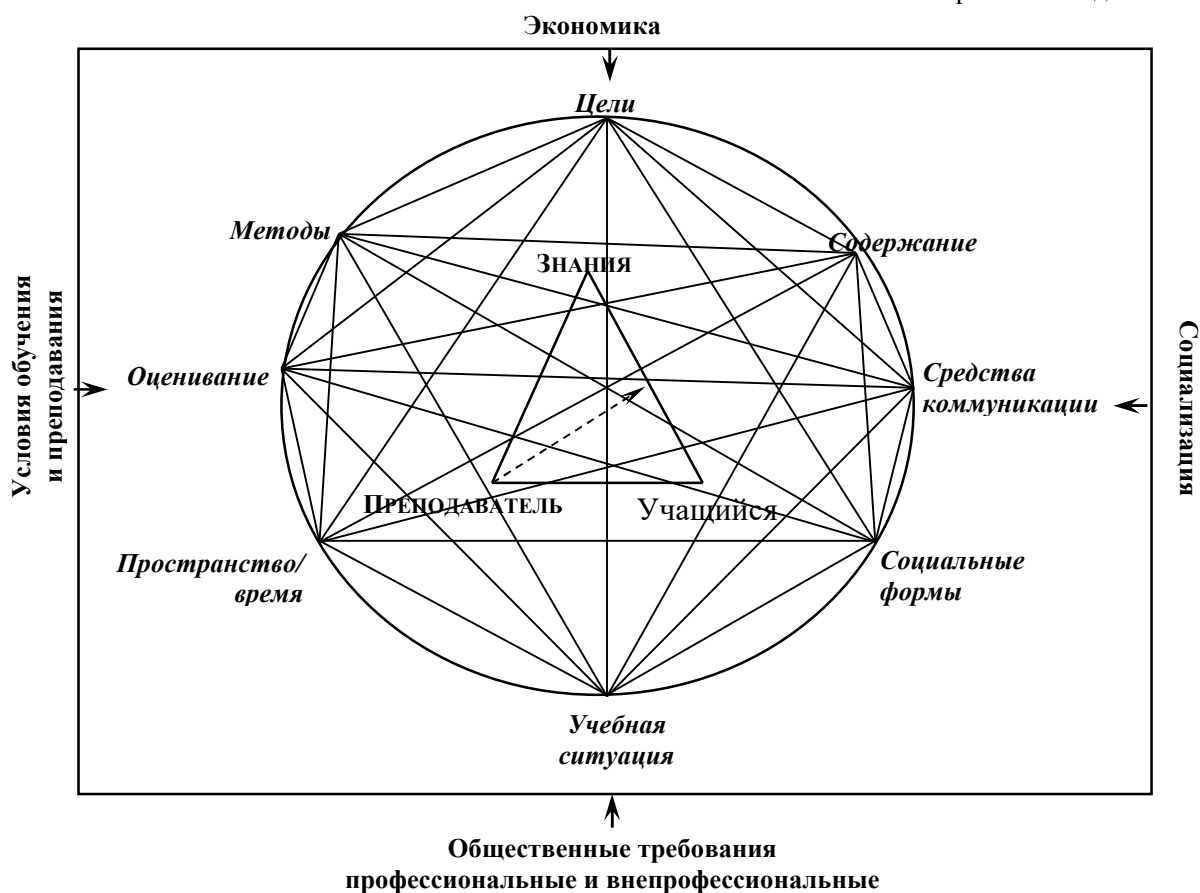 Экономика
Цели
Методы
Содержание
ЗНАНИЯ
Условия обучения
и преподавания
Социализация
Оценивание
Средства
коммуникации
ПРЕПОДАВАТЕЛЬ
Учащийся
Пространство/
время
Социальные
формы
Учебная
ситуация
Общественные требования
профессиональные и внепрофессиональные